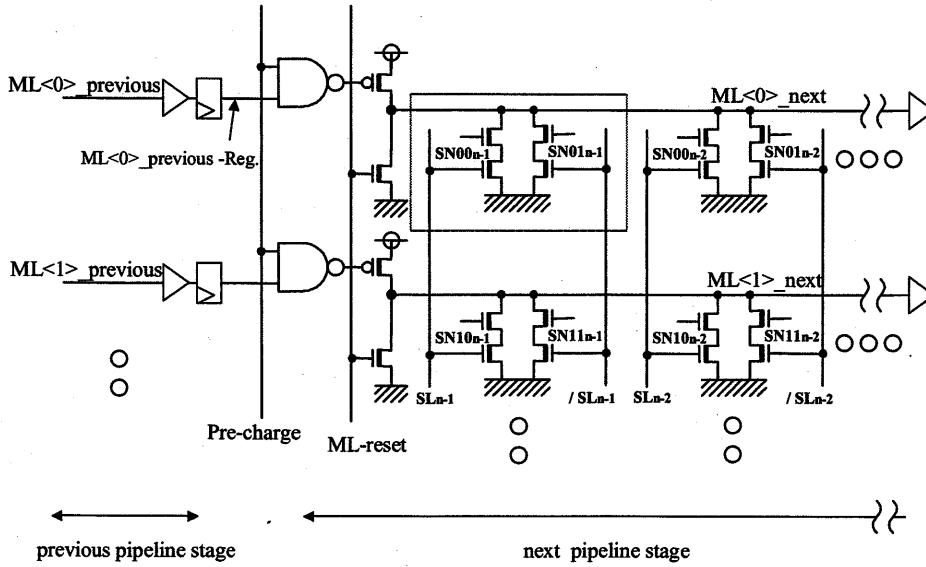 ML<0>_previous
ML<0>_previous -Reg.
SN00n-1
SN01n-1
ML<0>_next
SN00n-2
SN01n-2
ML<1>_previous
SN10n-1
SN11n-1
ML<1>_next
SN10n-2
SN11n-2
SLn-1
/ SLn-1
SLn-2
/ SLn-2
Pre-charge
ML-reset
previous pipeline stage
next pipeline stage